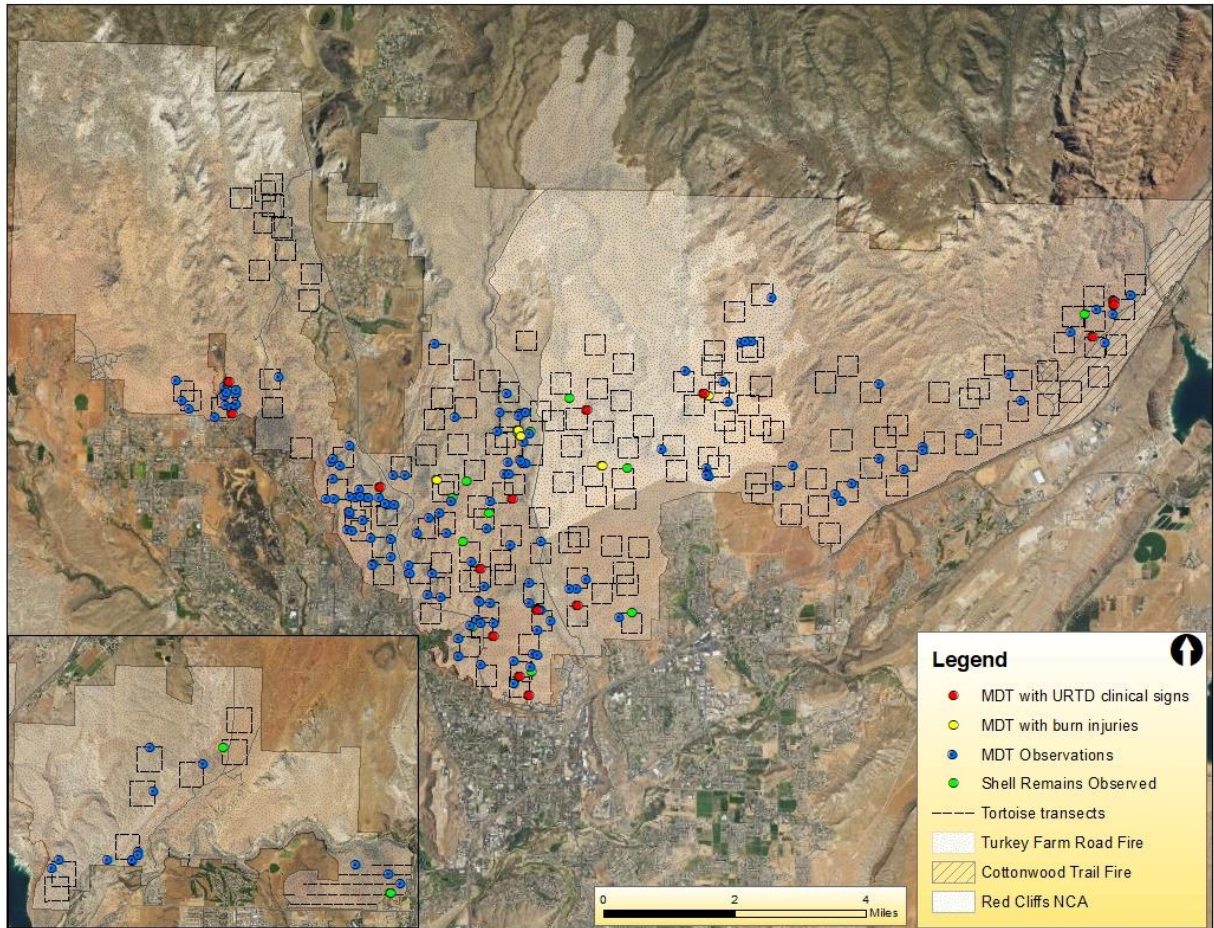 Legend
MDT with URTD clinical signs
MDT with burn injuries
MDT Observations
Shell Remains Observed
Tortoise transects
Turkey Farm Road Fire
Cottonwood Trail Fire
Red Cliffs NCA
0 2 4
Miles